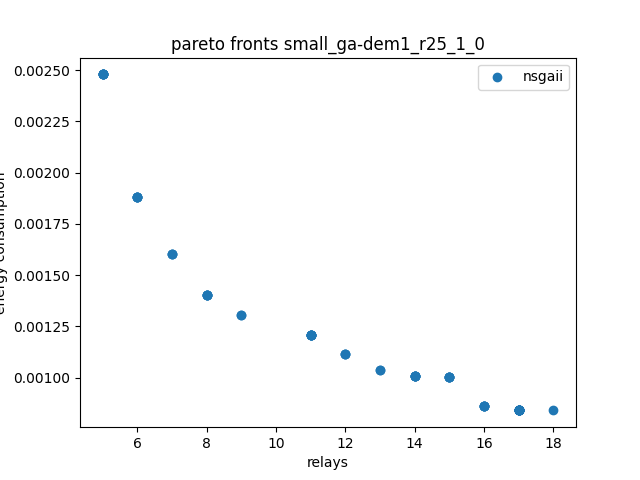 pareto fronts small_ga-dem1_r25_1_0
nsgaii
energy consumption
0.00250
0.00225
0.00200
0.00175
0.00150
0.00125
0.00100
6 8 10 12 14 16 18
relays